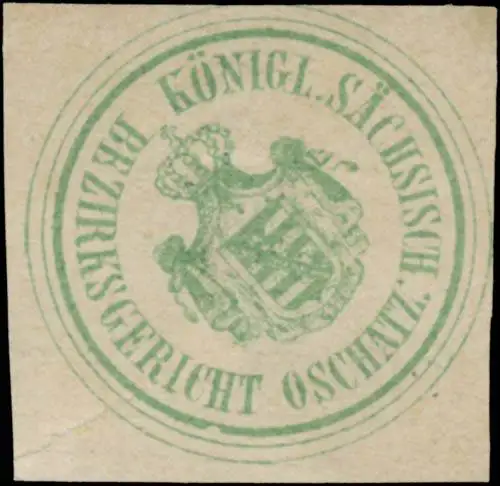 KÖNIGL. SÄCHSISCH.
BEZIRKSGERICHT OSCHATZ.